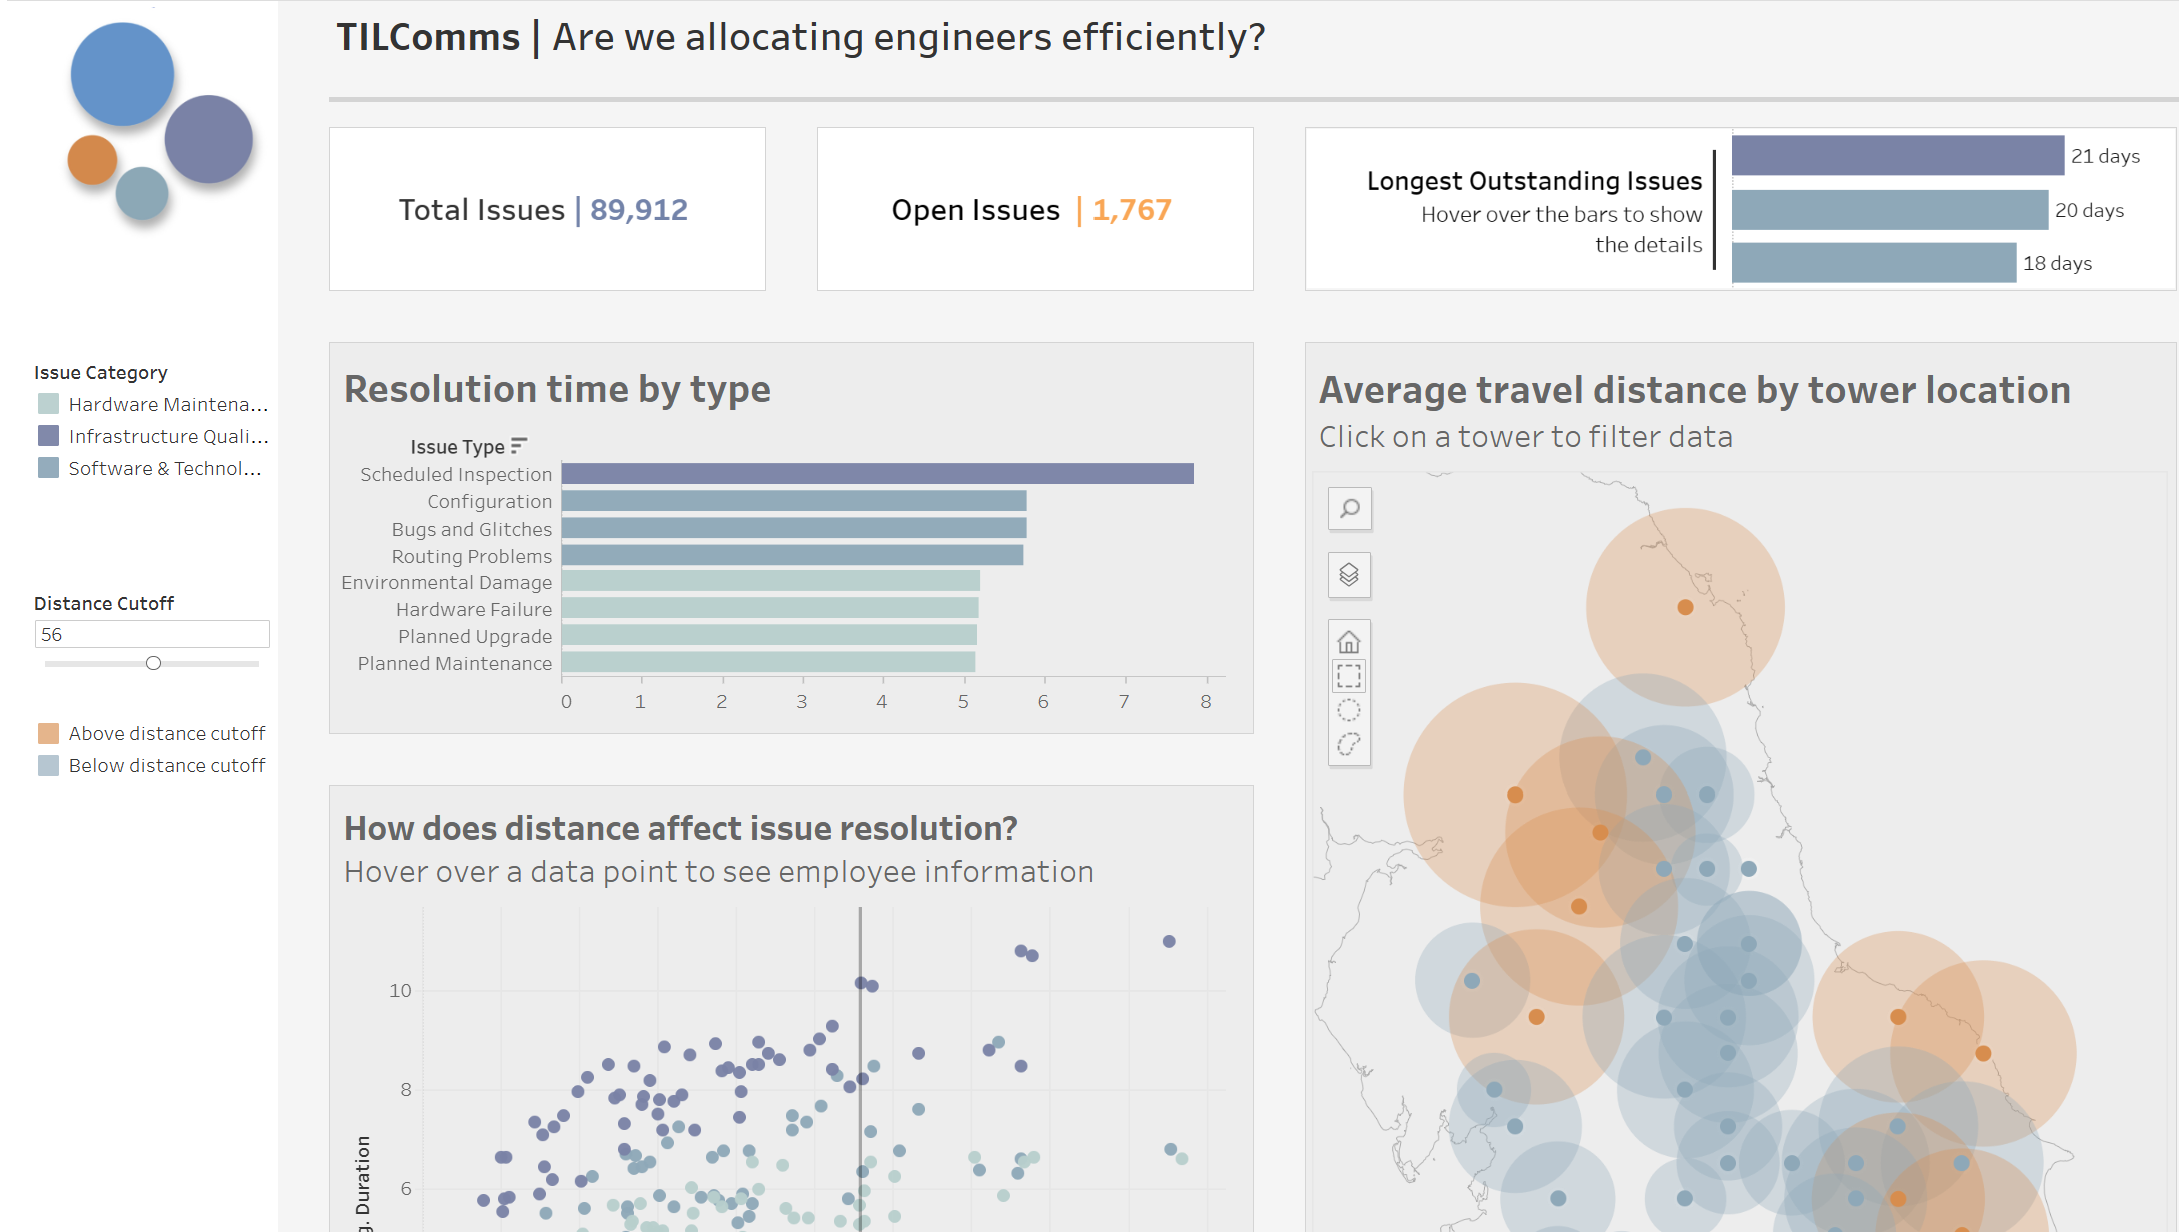 TILComms | Are we allocating engineers efficiently?
Total Issues | 89,912
Open Issues | 1,767
Longest Outstanding Issues
Hover over the bars to show
the details
21 days
20 days
18 days
Issue Category
Hardware Maintena...
Infrastructure Quali...
Software & Technol...
Distance Cutoff
56
Above distance cutoff
Below distance cutoff
Resolution time by type
Issue Type
Scheduled Inspection
Configuration
Bugs and Glitches
Routing Problems
Environmental Damage
Hardware Failure
Planned Upgrade
Planned Maintenance
0 1 2 3 4 5 6 7 8
How does distance affect issue resolution?
Hover over a data point to see employee information
10
8
6
g. Duration
Average travel distance by tower location
Click on a tower to filter data